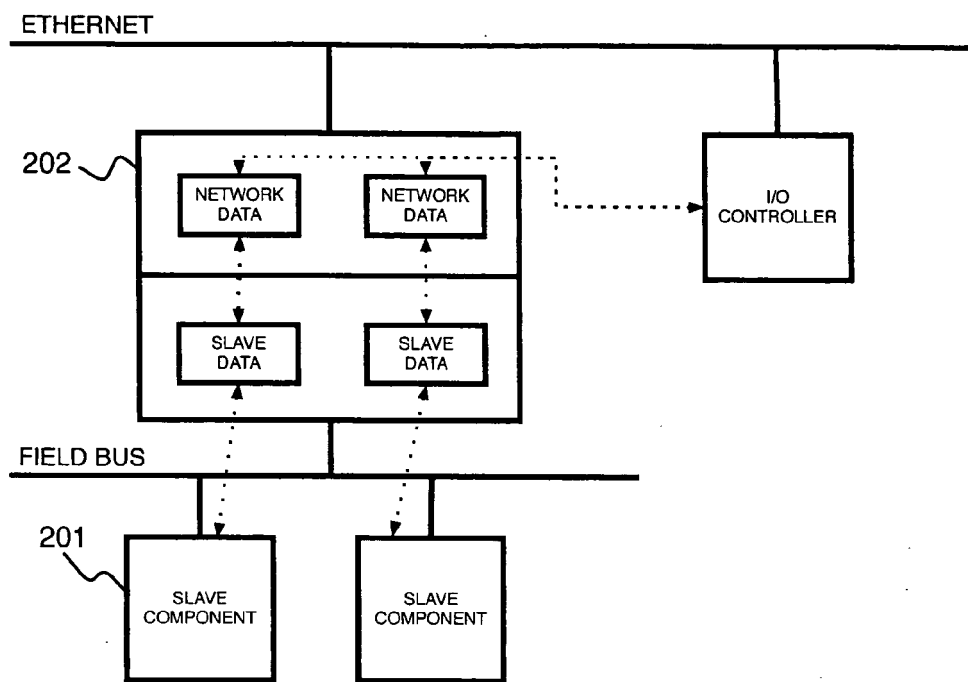 ETHERNET
202
NETWORK
DATA
NETWORK
DATA
I/O
CONTROLLER
SLAVE
DATA
SLAVE
DATA
FIELD BUS
201
SLAVE
COMPONENT
SLAVE
COMPONENT